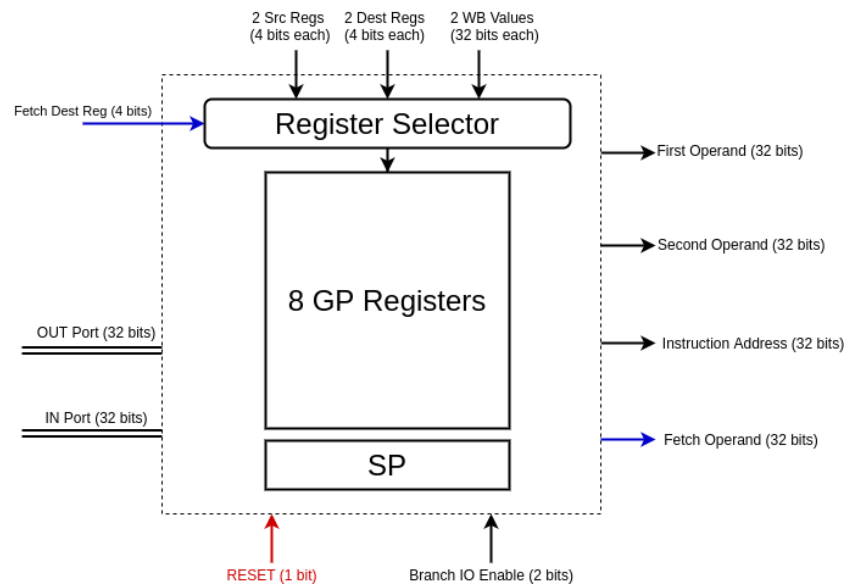 2 Src Regs
(4 bits each)
2 Dest Regs
(4 bits each)
2 WB Values
(32 bits each)
Fetch Dest Reg (4 bits)
Register Selector
First Operand (32 bits)
Second Operand (32 bits)
8 GP Registers
OUT Port (32 bits)
Instruction Address (32 bits)
IN Port (32 bits)
Fetch Operand (32 bits)
SP
RESET (1 bit)
Branch IO Enable (2 bits)